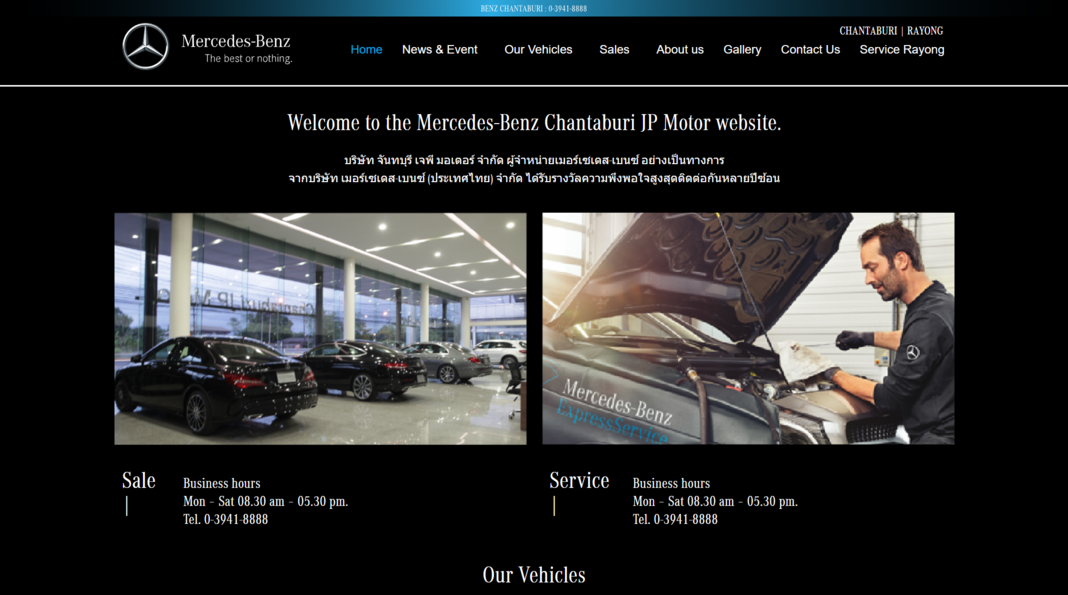 BENZ CHANTABURI : 0-3941-8888
CHANTABURI | RAYONG
Mercedes-Benz
The best or nothing.
Home News & Event Our Vehicles Sales About us Gallery Contact Us Service Rayong
Welcome to the Mercedes-Benz Chantaburi JP Motor website.
บริษัท จันทบุรี เจพี มอเตอร์ จำกัด ผู้จำหน่ายเมอร์เซเดส-เบนซ์ อย่างเป็นทางการ
จากบริษัท เมอร์เซเดส-เบนซ์ (ประเทศไทย) จำกัด ได้รับรางวัลความพึงพอใจสูงสุดติดต่อกันหลายปีซ้อน
Chantaburi JP M
Mercedes-Benz
ExpressService
Sale
Business hours
Mon – Sat 08.30 am – 05.30 pm.
Tel. 0-3941-8888
Service
Business hours
Mon – Sat 08.30 am – 05.30 pm.
Tel. 0-3941-8888
Our Vehicles